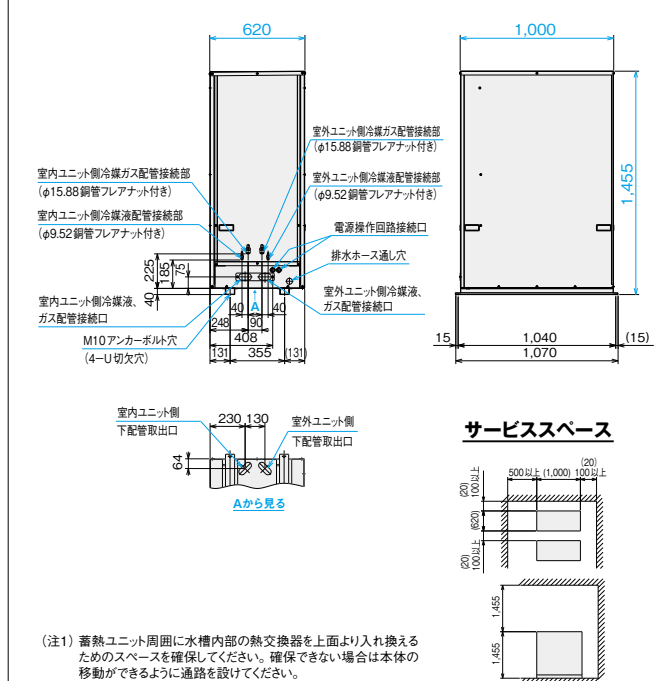 620
1,000
1,455
室外ユニット側冷媒ガス配管接続部
(φ15.88銅管フレアナット付き)
室内ユニット側冷媒ガス配管接続部
(φ15.88銅管フレアナット付き)
室外ユニット側冷媒液配管接続部
(φ9.52銅管フレアナット付き)
室内ユニット側冷媒液配管接続部
(φ9.52銅管フレアナット付き)
電源操作回路接続口
排水ホース通し穴
225
185
75
40
室内ユニット側冷媒液、
ガス配管接続口
室外ユニット側冷媒液、
ガス配管接続口
A
40
40
248
90
408
M10アンカーボルト穴
(4-U切欠穴)
131
355
(131)
15
1,040
(15)
1,070
室内ユニット側
下配管取出口
230
130
室外ユニット側
下配管取出口
64
Aから見る
サービススペース
500以上
(1,000)
(20)
100以上
(20)
100以上
(620)
(20)
100以上
1,455
1,455
(注1) 蓄熱ユニット周囲に水槽内部の熱交換器を上面より入れ換える
ためのスペースを確保してください。確保できない場合は本体の
移動ができるように通路を設けてください。